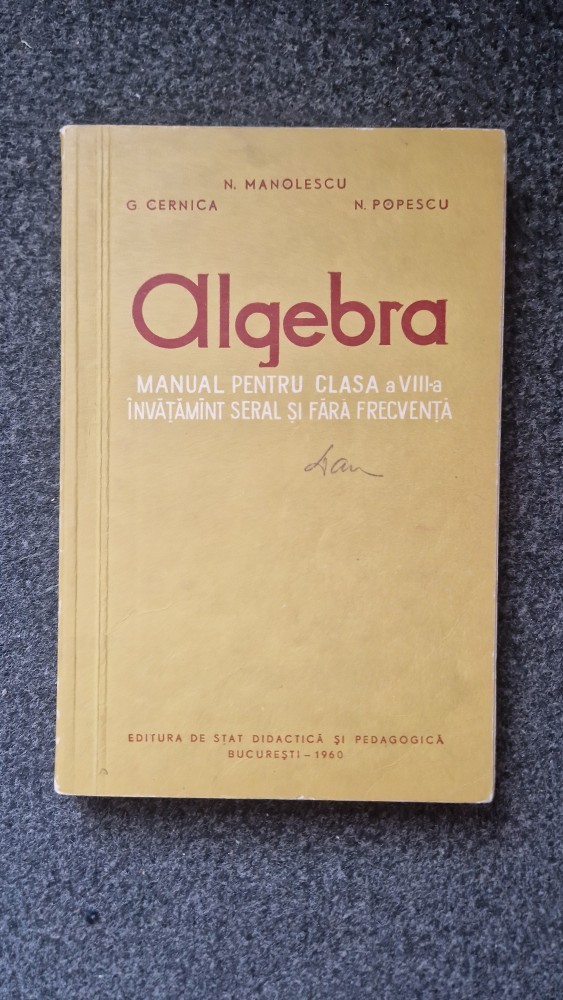 N. MANOLESCU
G CERNICA N. POPESCU
algebra
MANUAL PENTRU CLASA a VIII-a
ÎNVĂȚĂMÎNT SERAL ȘI FĂRĂ FRECVENȚĂ
EDITURA DE STAT DIDACTICĂ ȘI PEDAGOGICĂ
BUCUREȘTI – 1960